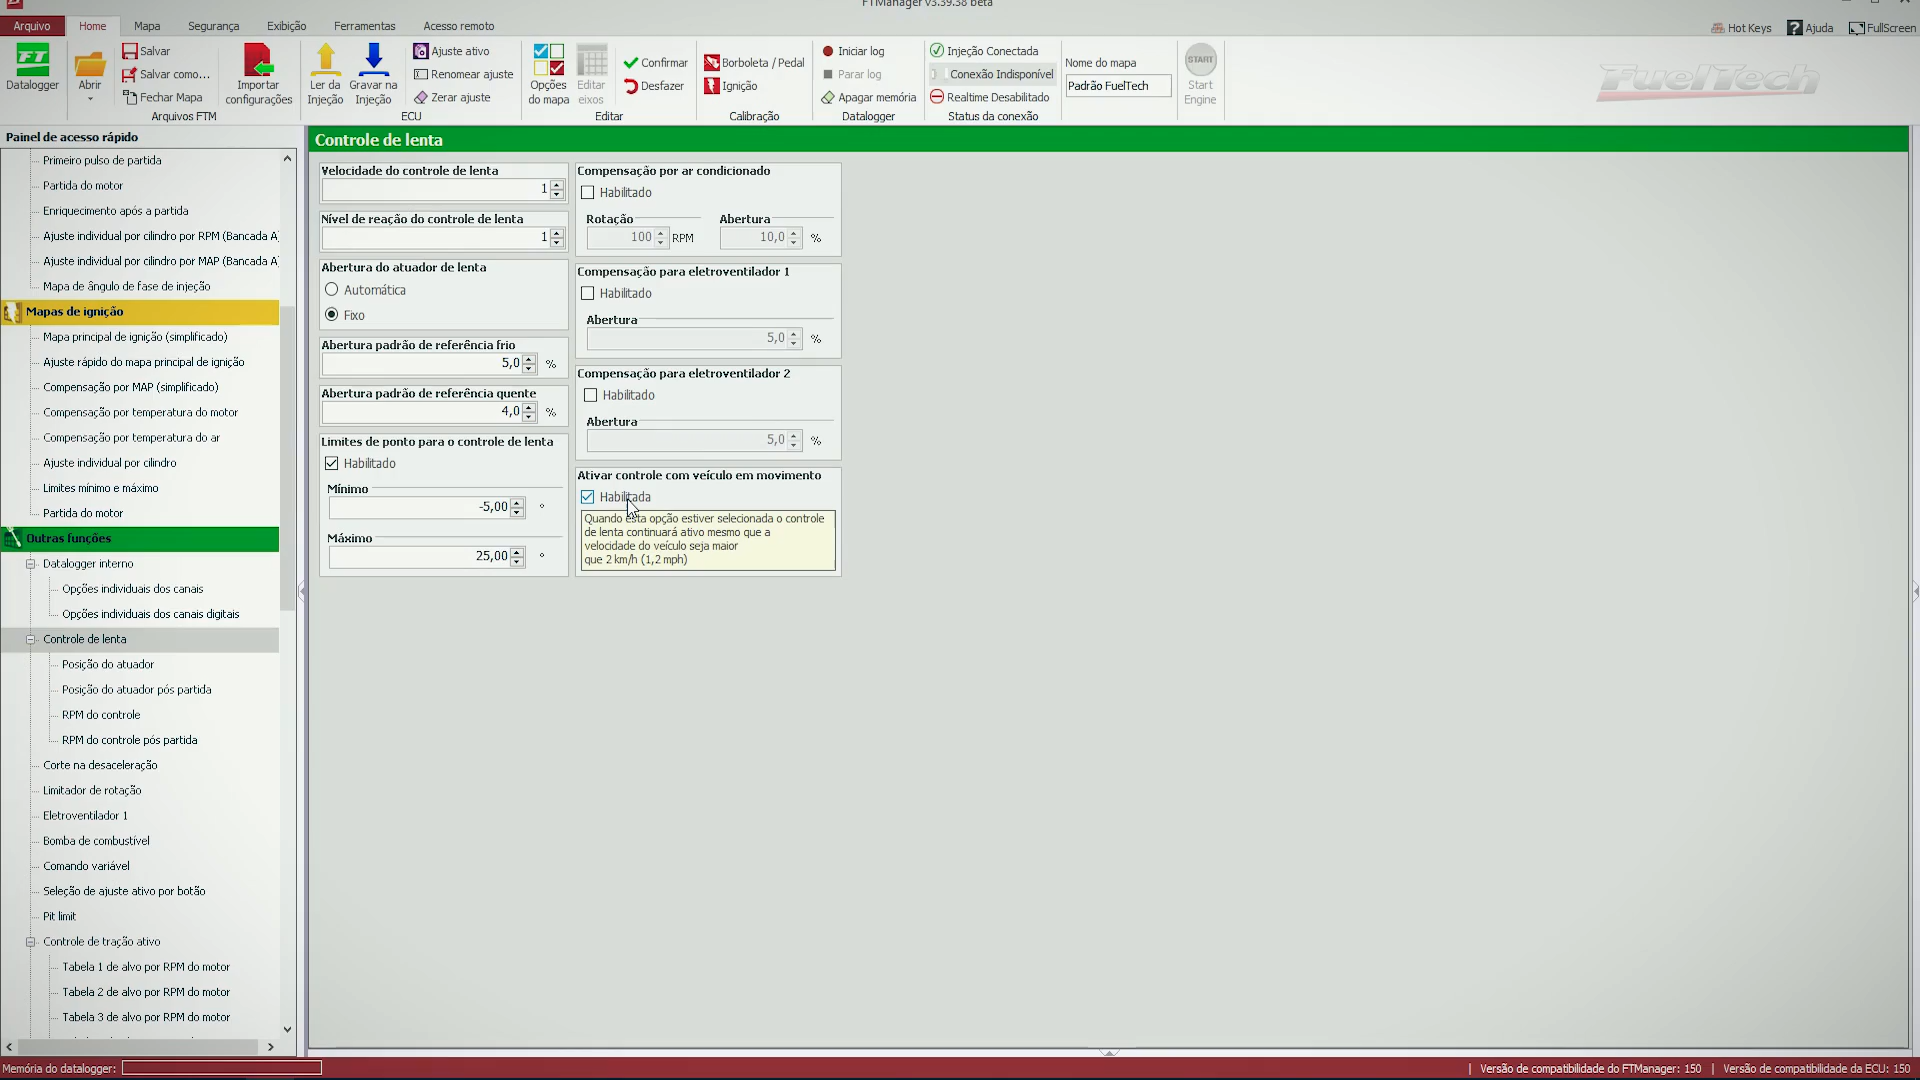 FTManager v3.39.38 beta
Arquivo
Home
Mapa
Segurança
Exibição
Ferramentas
Acesso remoto
Hot Keys
? Ajuda
FullScreen
FT
Datalogger
Abrir
Salvar
Salvar como...
Fechar Mapa
Importar
configurações
Arquivos FTM
Ler da
Injeção
Gravar na
Injeção
Ajuste ativo
Renomear ajuste
Zerar ajuste
ECU
Opções
do mapa
Editar
eixos
Confirmar
Desfazer
Editar
Borboleta / Pedal
Ignição
Calibração
Iniciar log
Parar log
Apagar memória
Datalogger
Injeção Conectada
Conexão Indisponível
Realtime Desabilitado
Status da conexão
Nome do mapa
Padrão FuelTech
START
Start
Engine
FuelTech
Painel de acesso rápido
Primeiro pulso de partida
Partida do motor
Enriquecimento após a partida
Ajuste individual por cilindro por RPM (Bancada A)
Ajuste individual por cilindro por MAP (Bancada A)
Mapa de ângulo de fase de injeção
Mapas de ignição
Mapa principal de ignição (simplificado)
Ajuste rápido do mapa principal de ignição
Compensação por MAP (simplificado)
Compensação por temperatura do motor
Compensação por temperatura do ar
Ajuste individual por cilindro
Limites mínimo e máximo
Partida do motor
Outras funções
Datalogger interno
Opções individuais dos canais
Opções individuais dos canais digitais
Controle de lenta
Posição do atuador
Posição do atuador pós partida
RPM do controle
RPM do controle pós partida
Corte na desaceleração
Limitador de rotação
Eletroventilador 1
Bomba de combustível
Comando variável
Seleção de ajuste ativo por botão
Pit limit
Controle de tração ativo
Tabela 1 de alvo por RPM do motor
Tabela 2 de alvo por RPM do motor
Tabela 3 de alvo por RPM do motor
Controle de lenta
Velocidade do controle de lenta
1
Nível de reação do controle de lenta
1
Abertura do atuador de lenta
Automática
Fixo
Abertura padrão de referência frio
5,0 %
Abertura padrão de referência quente
4,0 %
Limites de ponto para o controle de lenta
Habilitado
Mínimo
-5,00 °
Máximo
25,00 °
Compensação por ar condicionado
Habilitado
Rotação
100 RPM
Abertura
10,0 %
Compensação para eletroventilador 1
Habilitado
Abertura
5,0 %
Compensação para eletroventilador 2
Habilitado
Abertura
5,0 %
Ativar controle com veículo em movimento
Habilitada
Quando esta opção estiver selecionada o controle
de lenta continuará ativo mesmo que a
velocidade do veículo seja maior
que 2 km/h (1,2 mph)
Memória do datalogger:
| Versão de compatibilidade do FTManager: 150 | Versão de compatibilidade da ECU: 150